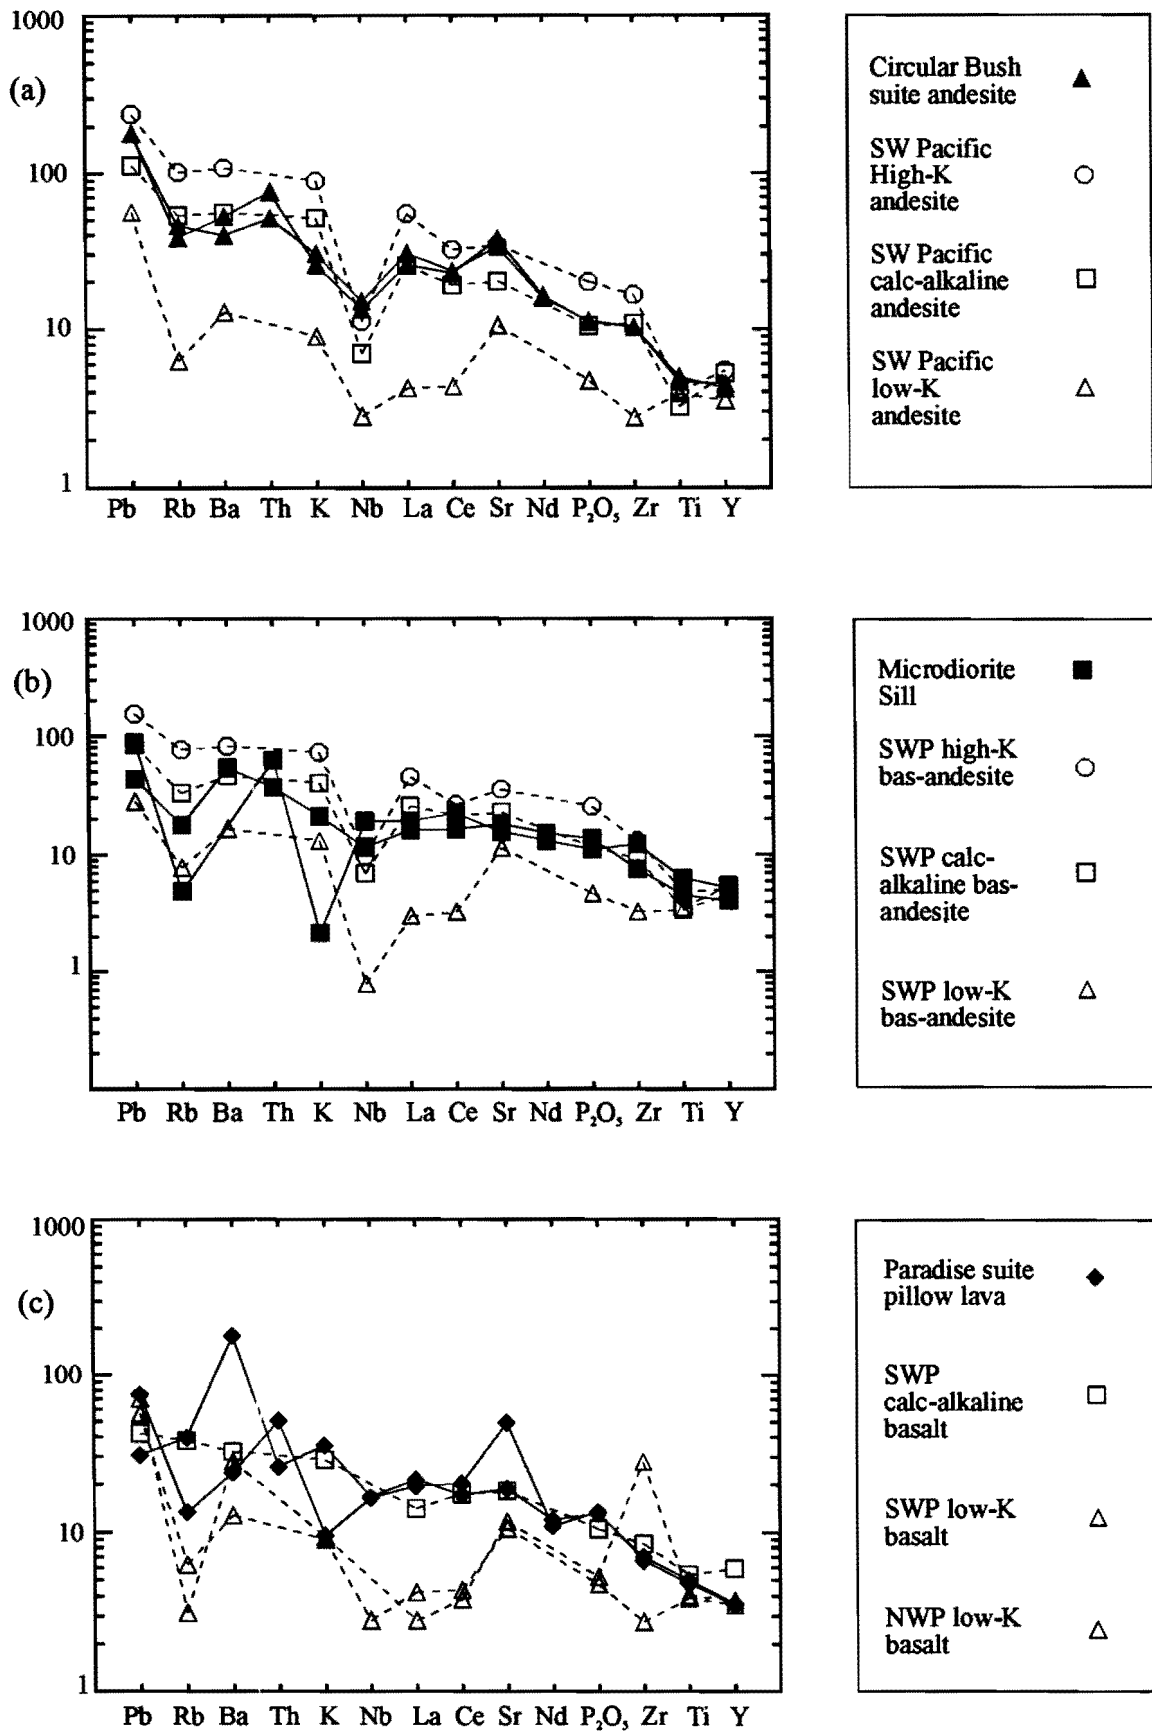 1000
(a)
100
10
1
Pb Rb Ba Th K Nb La Ce Sr Nd P₂O₅ Zr Ti Y
Circular Bush
suite andesite
SW Pacific
High-K
andesite
SW Pacific
calc-alkaline
andesite
SW Pacific
low-K
andesite
1000
(b)
100
10
1
Pb Rb Ba Th K Nb La Ce Sr Nd P₂O₅ Zr Ti Y
Microdiorite
Sill
SWP high-K
bas-andesite
SWP calc-
alkaline bas-
andesite
SWP low-K
bas-andesite
1000
(c)
100
10
1
Pb Rb Ba Th K Nb La Ce Sr Nd P₂O₅ Zr Ti Y
Paradise suite
pillow lava
SWP
calc-alkaline
basalt
SWP low-K
basalt
NWP low-K
basalt